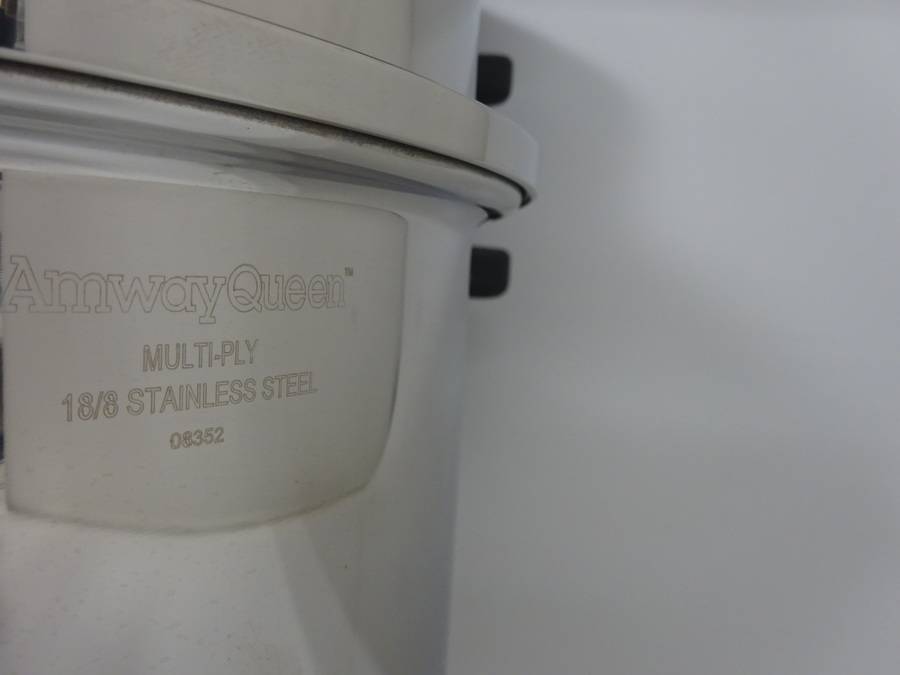 AmwayQueen™
MULTI-PLY
18/8 STAINLESS STEEL
08352